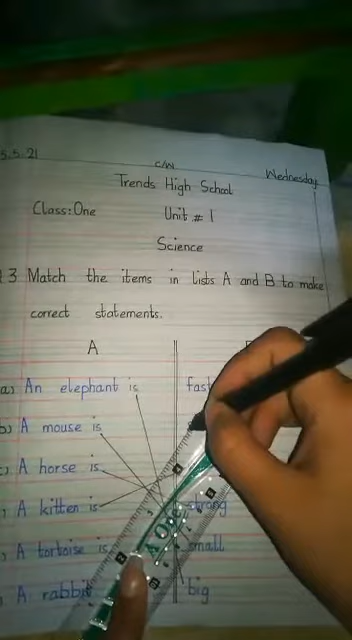 5.5.21
C/W
Wednesday
Trends High School
Class: One Unit # 1
Science
3 Match the items in lists A and B to make
correct statements.
A
a) An elephant is fast
b) A mouse is
c) A horse is
) A kitten is strong
) A tortoise is small
A rabbit big